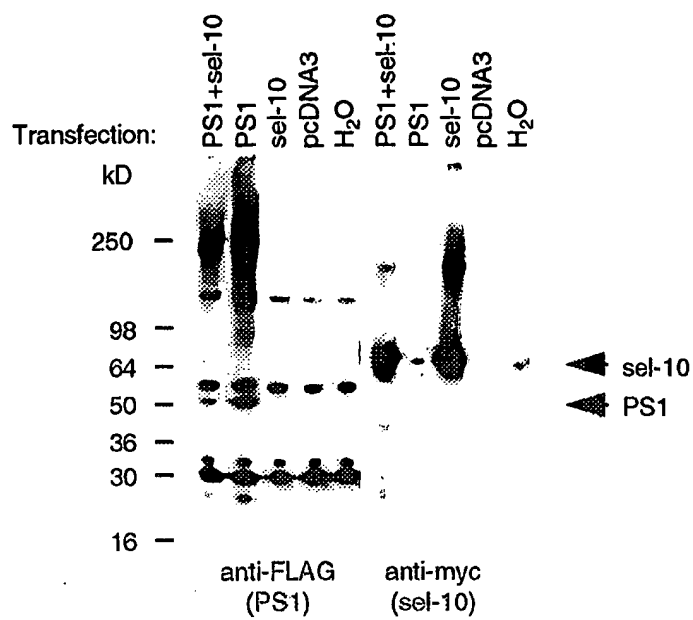 PS1+sel-10
PS1
sel-10
pcDNA3
H2O
PS1+sel-10
PS1
sel-10
pcDNA3
H2O
Transfection:
kD
250
98
64
50
36
30
16
sel-10
PS1
anti-FLAG
(PS1)
anti-myc
(sel-10)